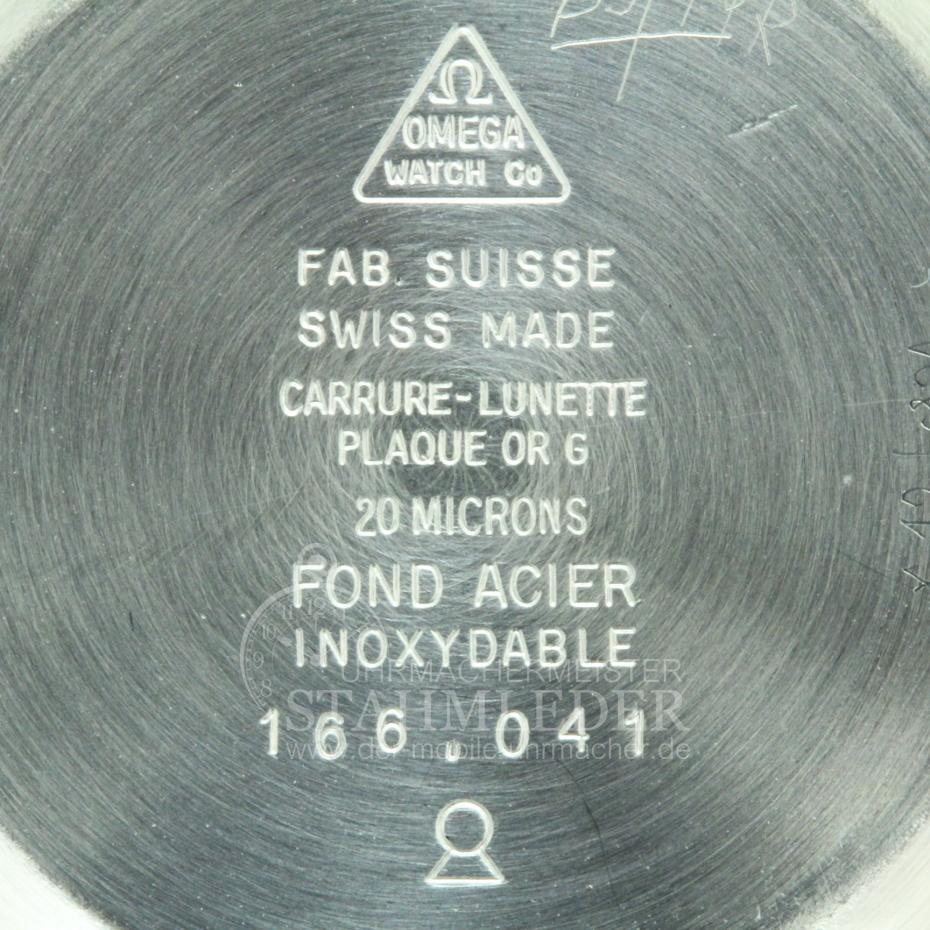 Ω
OMEGA
WATCH Co
FAB. SUISSE
SWISS MADE
CARRURE-LUNETTE
PLAQUE OR G
20 MICRONS
FOND ACIER
INOXYDABLE
UHRMACHERMEISTER
STAHMLEDER
166.041
www.der-mobile-uhrmacher.de